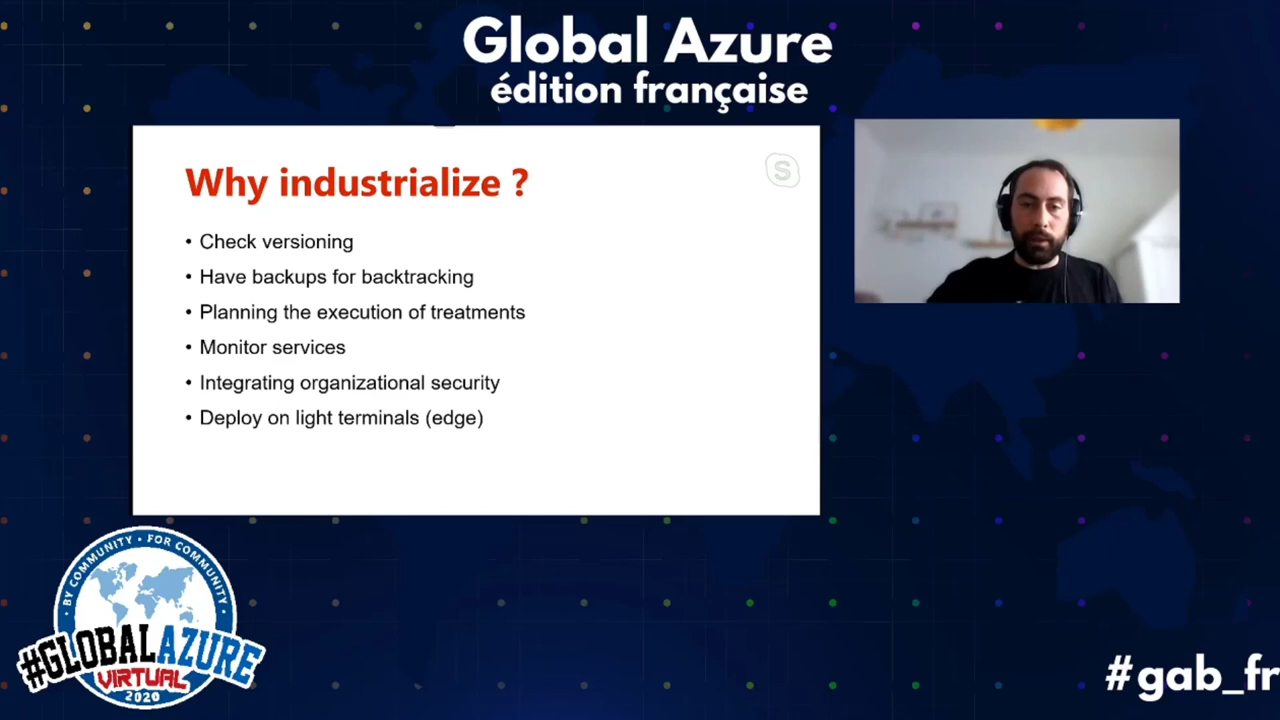 Global Azure
édition française
Why industrialize ?
S
• Check versioning
• Have backups for backtracking
• Planning the execution of treatments
• Monitor services
• Integrating organizational security
• Deploy on light terminals (edge)
• BY COMMUNITY • FOR COMMUNITY •
#GLOBALAZURE
VIRTUAL
2020
#gab_fr